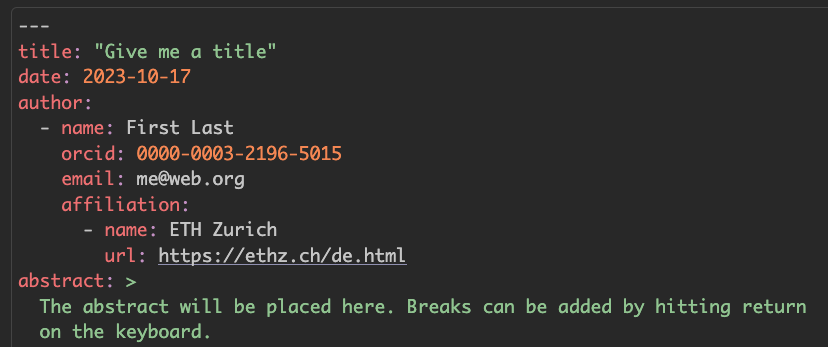 ---
title: "Give me a title"
date: 2023-10-17
author:
  - name: First Last
    orcid: 0000-0003-2196-5015
    email: me@web.org
    affiliation:
      - name: ETH Zurich
        url: https://ethz.ch/de.html
abstract: >
  The abstract will be placed here. Breaks can be added by hitting return
  on the keyboard.